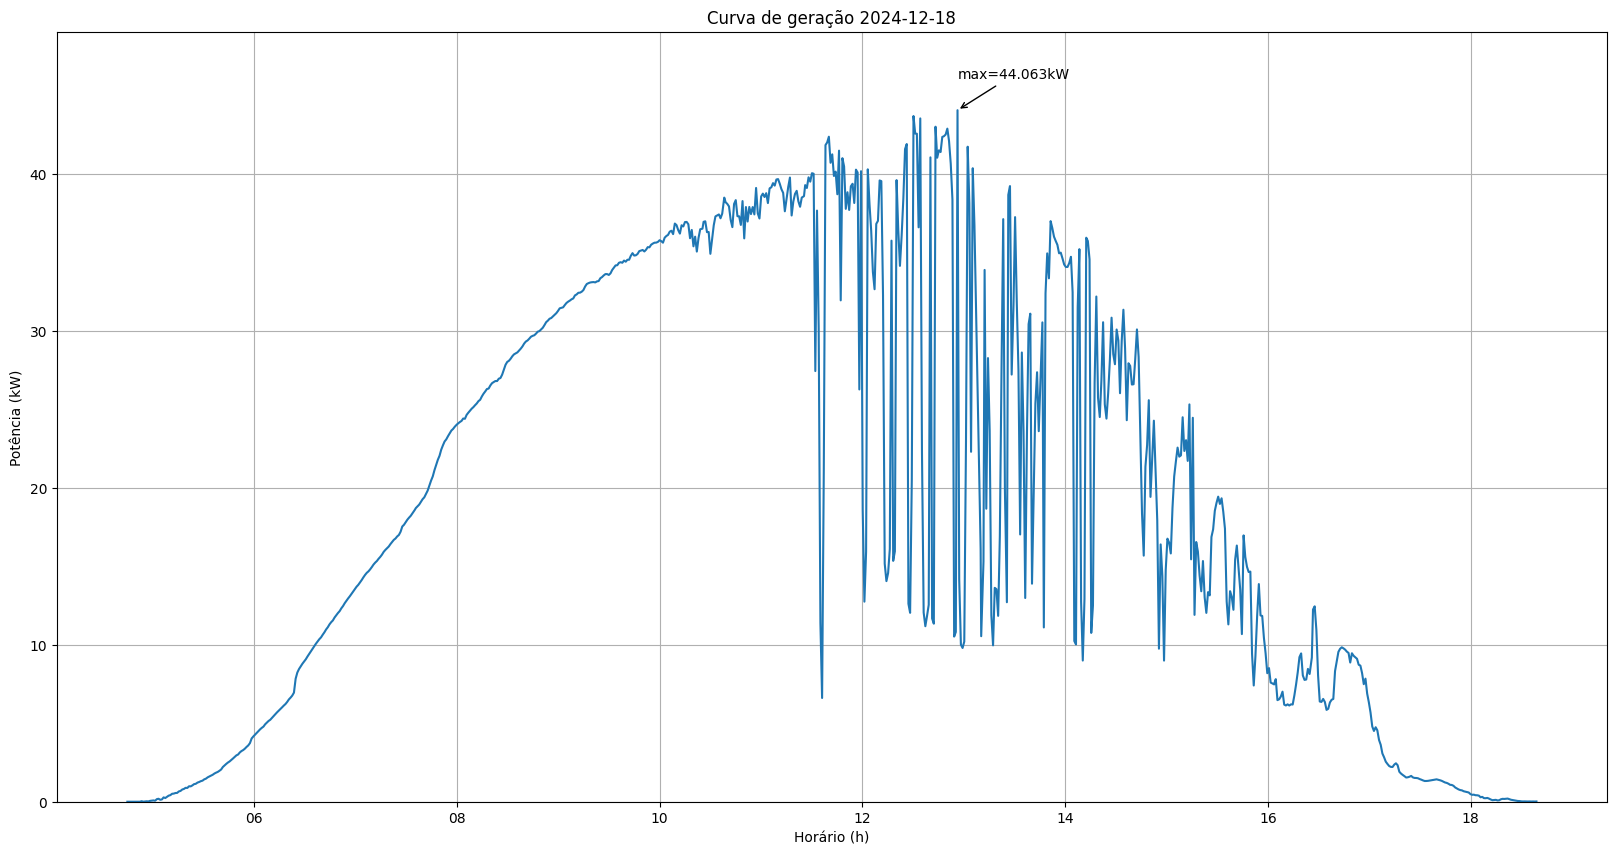 Curva de geração 2024-12-18
max=44.063kW
Potência (kW)
40
30
20
10
0
06 08 10 12 14 16 18
Horário (h)